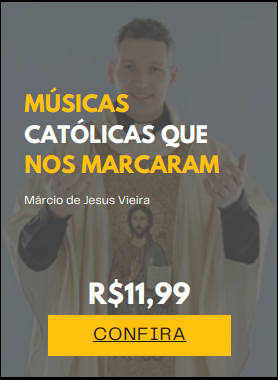 MÚSICAS
CATÓLICAS QUE
NOS MARCARAM
Márcio de Jesus Vieira
R$11,99
CONFIRA